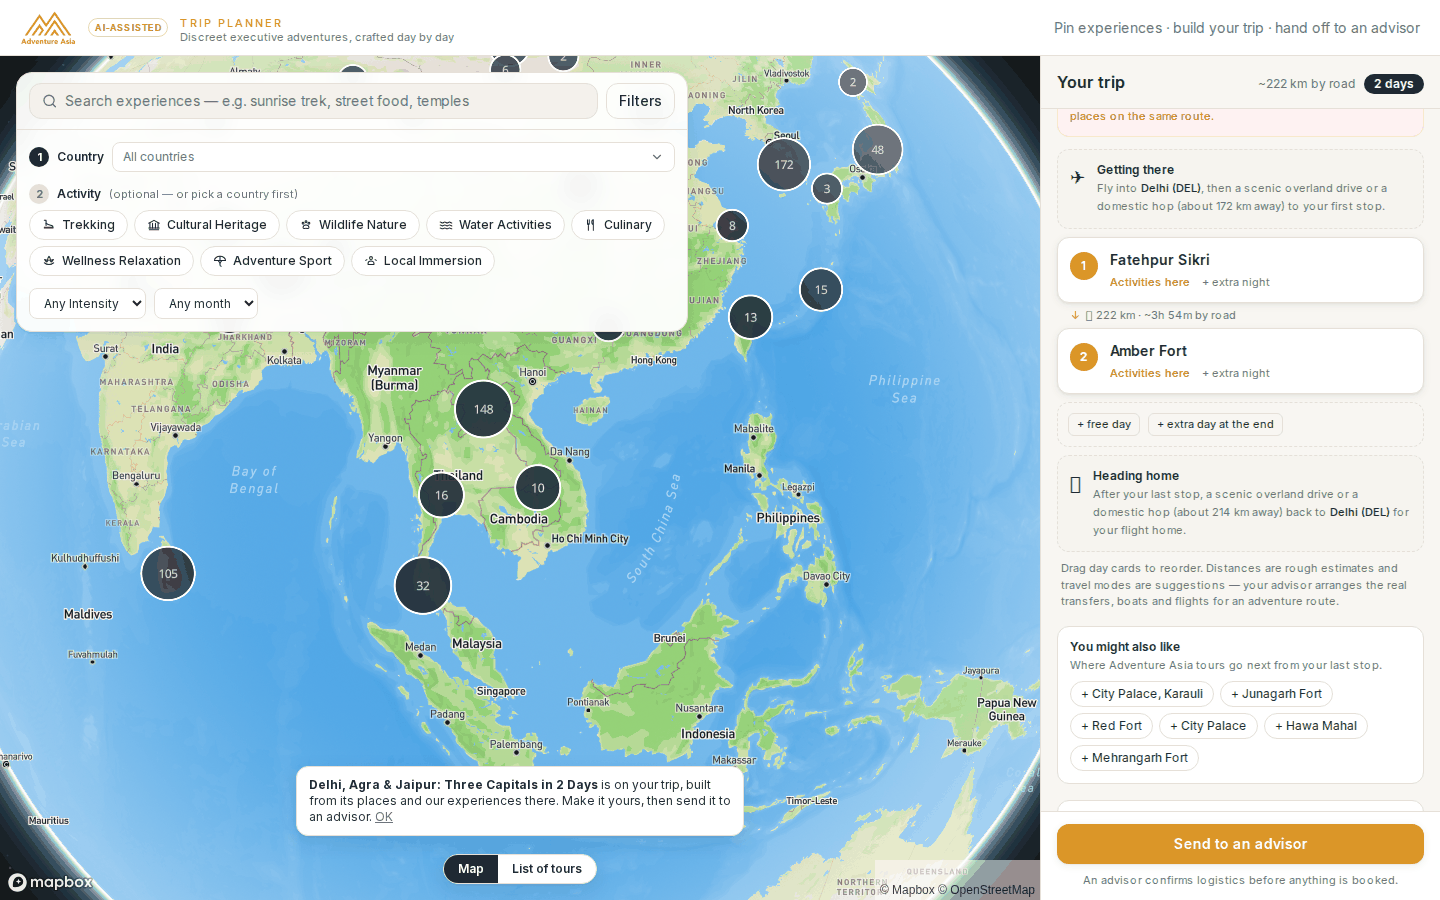 Adventure Asia
AI-ASSISTED
TRIP PLANNER
Discreet executive adventures, crafted day by day
Pin experiences · build your trip · hand off to an advisor
Search experiences — e.g. sunrise trek, street food, temples
Filters
1 Country
All countries
2 Activity (optional — or pick a country first)
Trekking
Cultural Heritage
Wildlife Nature
Water Activities
Culinary
Wellness Relaxation
Adventure Sport
Local Immersion
Any Intensity
Any month
Almaty
6
2
INNER
JILIN
Vladivostok
2
North Korea
Seoul
172
48
3
8
ZHEJIANG
15
13
JHARKHAND
MIZORAM
GUANGXI
Surat
India
Kolkata
Hong Kong
Myanmar
(Burma)
Hanoi
MAHARASHTRA
ODISHA
HAINAN
148
TELANGANA
Vijayawada
KARNATAKA
Yangon
Da Nang
Bengaluru
Bay of
Bengal
Thailand
16
10
Cambodia
KERALA
Ho Chi Minh City
South China Sea
Philippine
Sea
Mabalite
Manila
Legazpi
Philippines
Davao City
Kulhudhuffushi
105
32
Maldives
Fuvahmulah
Medan
Malaysia
Brunei
Singapore
Pontianak
Nusantara
Padang
Indonesia
Palembang
Makassar
Jayapura
Papua New
Guinea
Merauke
Timor-Leste
Mauritius
QUEENSLAND
Delhi, Agra & Jaipur: Three Capitals in 2 Days is on your trip, built
from its places and our experiences there. Make it yours, then send it to
an advisor. OK
Map
List of tours
mapbox
© Mapbox © OpenStreetMap
Your trip
~222 km by road
2 days
places on the same route.
Getting there
Fly into Delhi (DEL), then a scenic overland drive or a
domestic hop (about 172 km away) to your first stop.
1
Fatehpur Sikri
Activities here + extra night
↓ 222 km · ~3h 54m by road
2
Amber Fort
Activities here + extra night
+ free day
+ extra day at the end
Heading home
After your last stop, a scenic overland drive or a
domestic hop (about 214 km away) back to Delhi (DEL) for
your flight home.
Drag day cards to reorder. Distances are rough estimates and
travel modes are suggestions — your advisor arranges the real
transfers, boats and flights for an adventure route.
You might also like
Where Adventure Asia tours go next from your last stop.
+ City Palace, Karauli
+ Junagarh Fort
+ Red Fort
+ City Palace
+ Hawa Mahal
+ Mehrangarh Fort
Send to an advisor
An advisor confirms logistics before anything is booked.